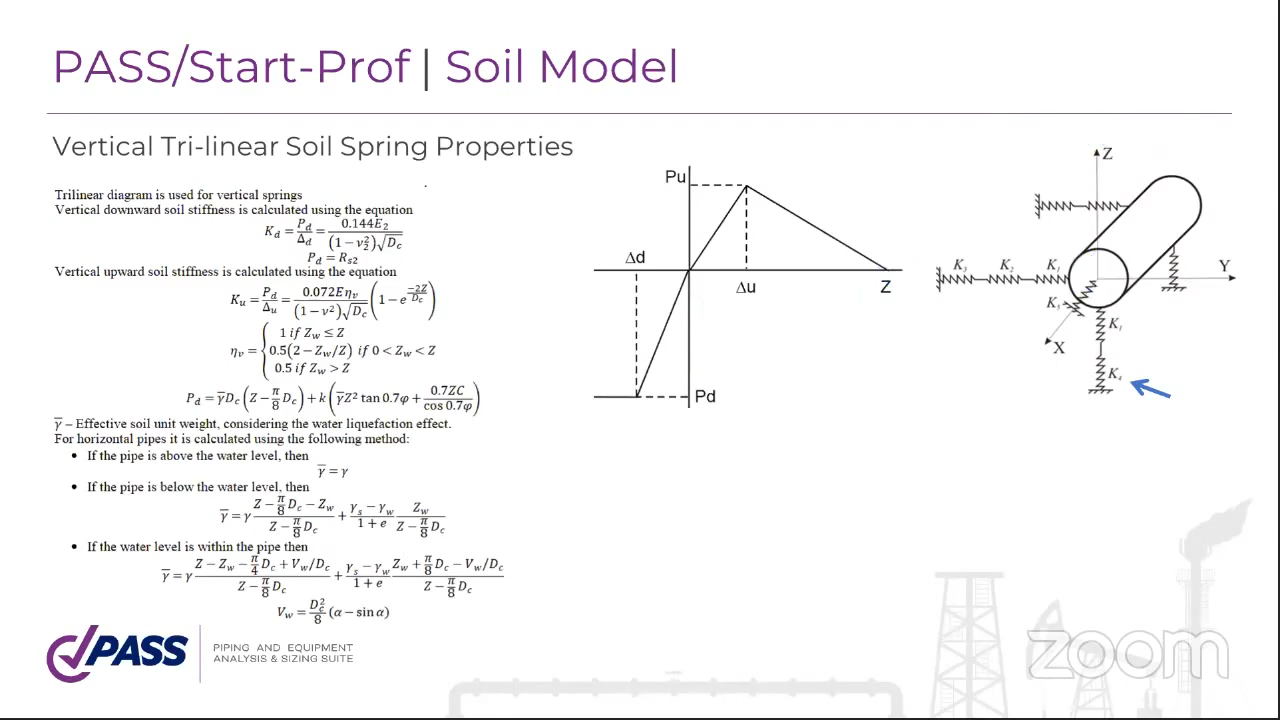 PASS/Start-Prof | Soil Model
Vertical Tri-linear Soil Spring Properties
Trilinear diagram is used for vertical springs
Vertical downward soil stiffness is calculated using the equation
K_d = P_d/Δ_d = 0.144E_2/((1−ν_2^2)√D_c)
P_d = R_s2
Vertical upward soil stiffness is calculated using the equation
K_u = P_d/Δ_u = 0.072Eη_v/((1−ν^2)√D_c) (1−e^(−2Z/D_c))
η_v = { 1 if Z_w ≤ Z
0.5(2−Z_w/Z) if 0 < Z_w < Z
0.5 if Z_w > Z
P_d = γ̅D_c(Z−π/8 D_c)+k(γ̅Z^2 tan 0.7φ+0.7ZC/cos 0.7φ)
γ̅ – Effective soil unit weight, considering the water liquefaction effect.
For horizontal pipes it is calculated using the following method:
• If the pipe is above the water level, then
γ̅ = γ
• If the pipe is below the water level, then
γ̅ = γ (Z−π/8 D_c−Z_w)/(Z−π/8 D_c) + (γ_s−γ_w)/(1+e) Z_w/(Z−π/8 D_c)
• If the water level is within the pipe then
γ̅ = γ (Z−Z_w−π/4 D_c+V_w/D_c)/(Z−π/8 D_c) + (γ_s−γ_w)/(1+e) (Z_w+π/8 D_c−V_w/D_c)/(Z−π/8 D_c)
V_w = D_c^2/8 (α−sin α)
Pu
Δd
Δu
Z
Pd
Z
Y
K₃ K₂ K₁
K₅
K₁
X
K₄
PASS
PIPING AND EQUIPMENT
ANALYSIS & SIZING SUITE
zoom